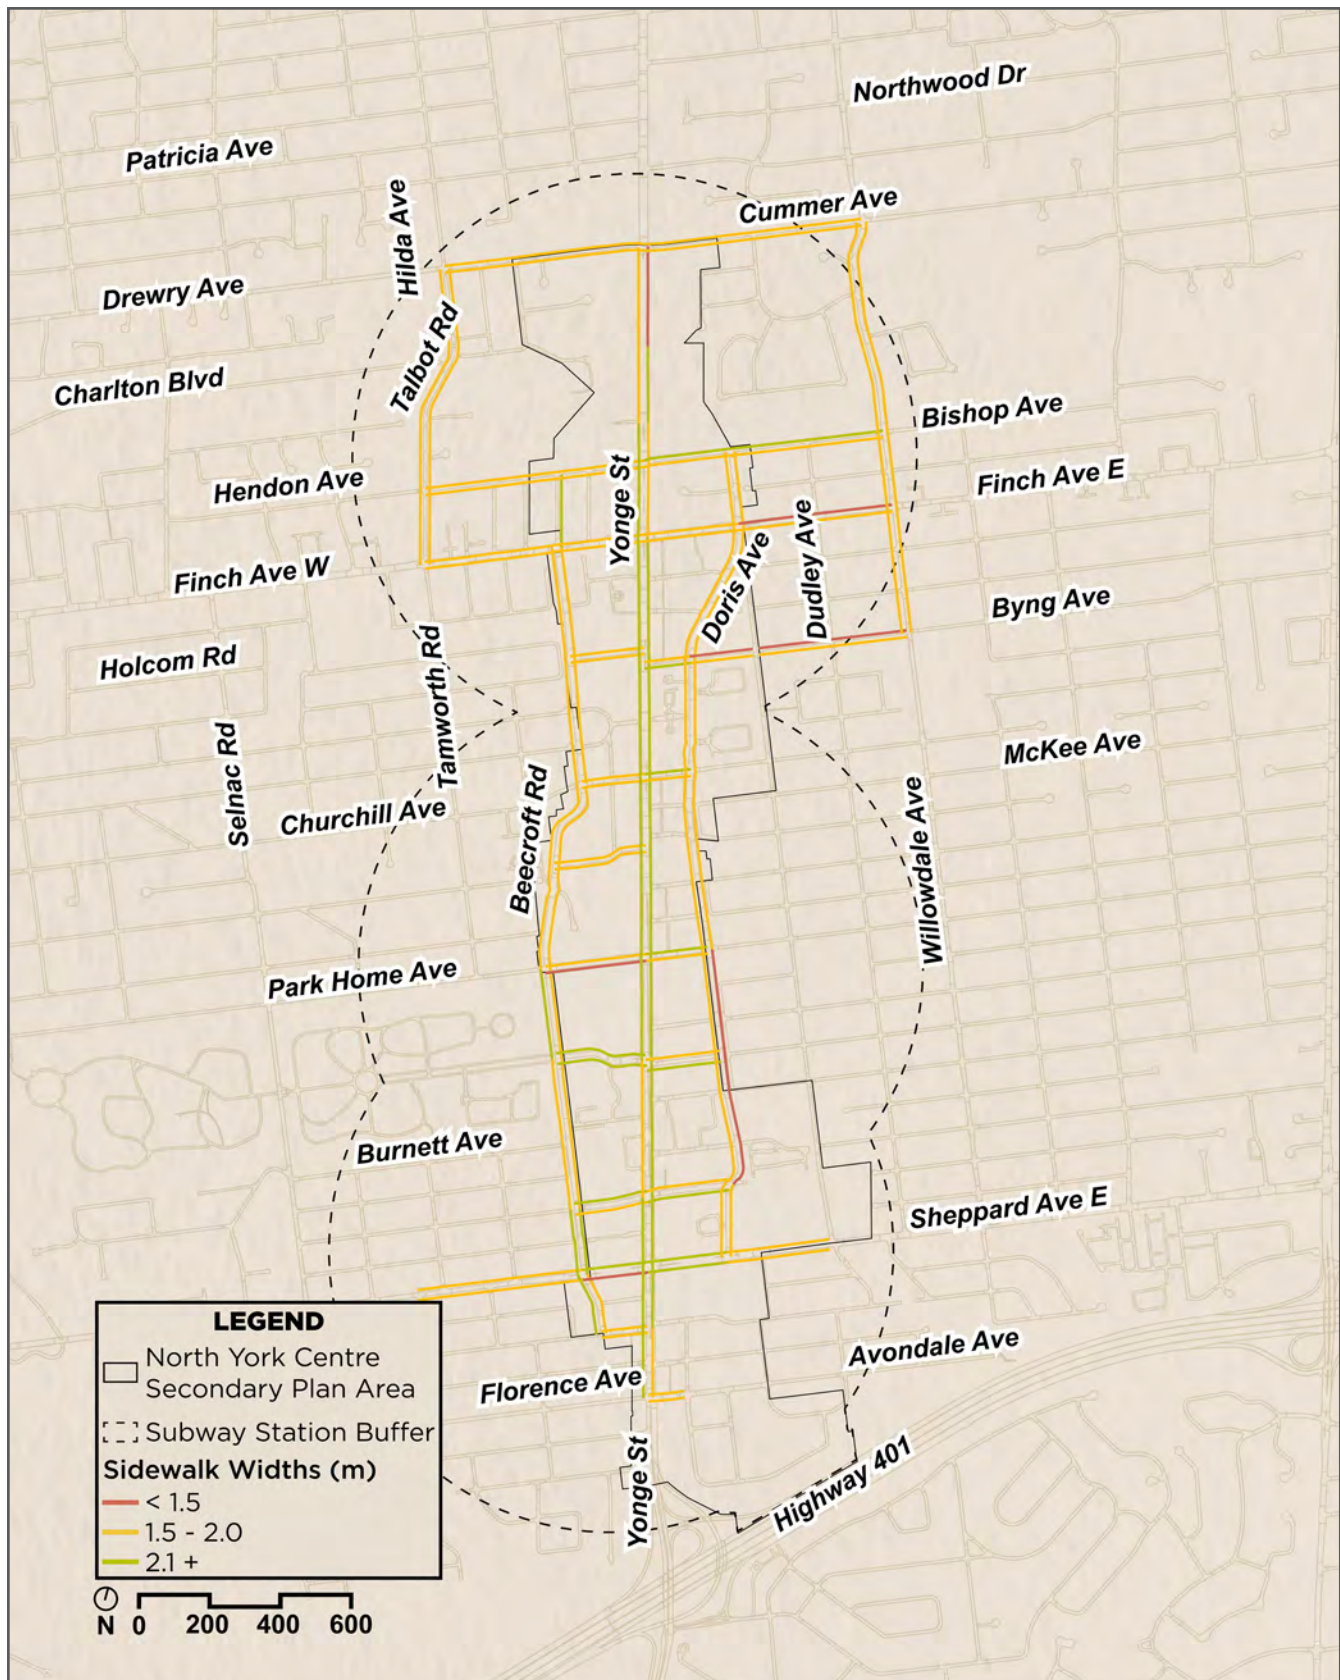 Northwood Dr
Patricia Ave
Hilda Ave
Cummer Ave
Drewry Ave
Talbot Rd
Charlton Blvd
Bishop Ave
Hendon Ave
Yonge St
Finch Ave E
Finch Ave W
Doris Ave
Dudley Ave
Byng Ave
Holcom Rd
Tamworth Rd
Selnac Rd
McKee Ave
Churchill Ave
Beecroft Rd
Willowdale Ave
Park Home Ave
Burnett Ave
Sheppard Ave E
Avondale Ave
Florence Ave
Yonge St
Highway 401
LEGEND
North York Centre
Secondary Plan Area
Subway Station Buffer
Sidewalk Widths (m)
< 1.5
1.5 - 2.0
2.1 +
N 0 200 400 600